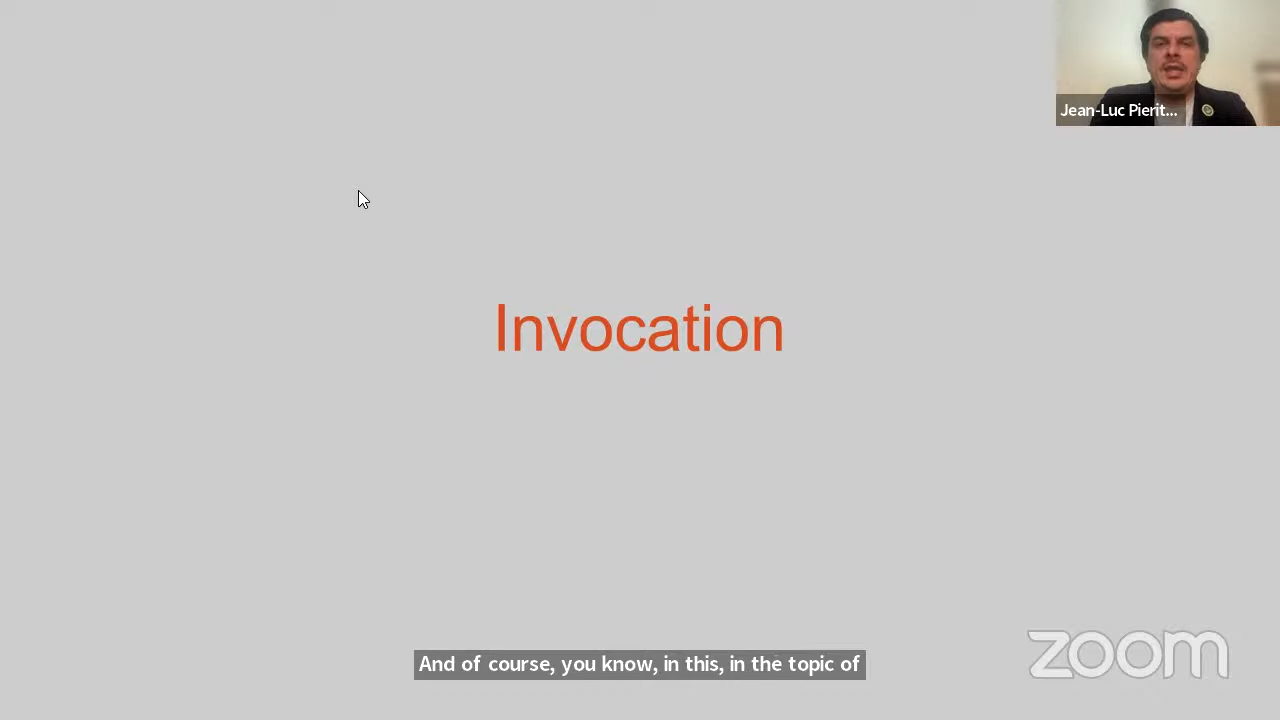 Jean-Luc Pierit...
Invocation
And of course, you know, in this, in the topic of
zoom